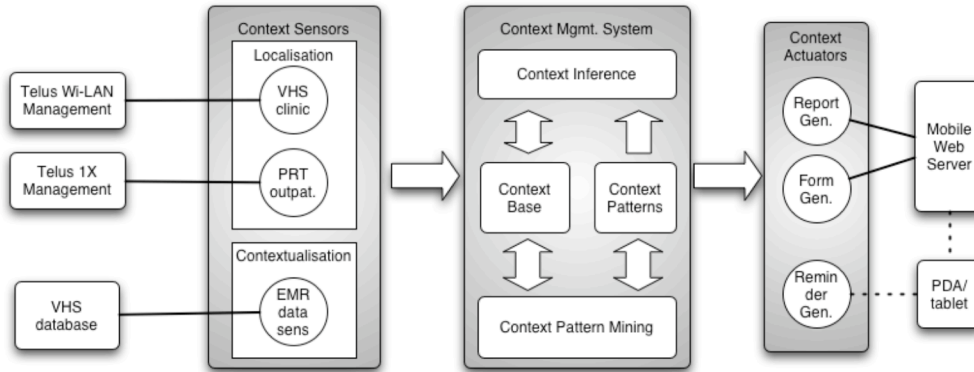 Telus Wi-LAN
Management
Telus 1X
Management
VHS
database
Context Sensors
Localisation
VHS
clinic
PRT
outpat.
Contextualisation
EMR
data
sens
Context Mgmt. System
Context Inference
Context
Base
Context
Patterns
Context Pattern Mining
Context
Actuators
Report
Gen.
Form
Gen.
Remin
der
Gen.
Mobile
Web
Server
PDA/
tablet